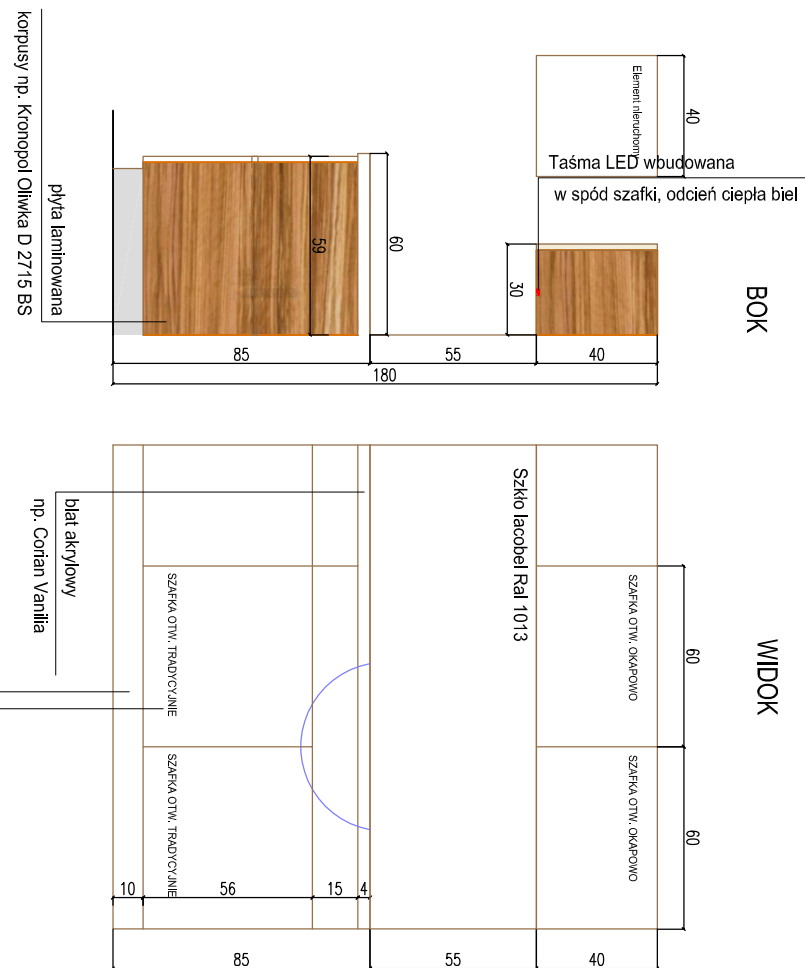 BOK
40
Element nieruchomy
Taśma LED wbudowana
w spód szafki, odcień ciepła biel
30
60
59
85
55
40
180
płyta laminowana
korpusy np. Kronopol Oliwka D 2715 BS
WIDOK
60
60
SZAFKA OTW. OKAPOWO
SZAFKA OTW. OKAPOWO
Szkło lacobel Ral 1013
SZAFKA OTW. TRADYCYJNIE
SZAFKA OTW. TRADYCYJNIE
blat akrylowy
np. Corian Vanilia
10
56
15
4
85
55
40